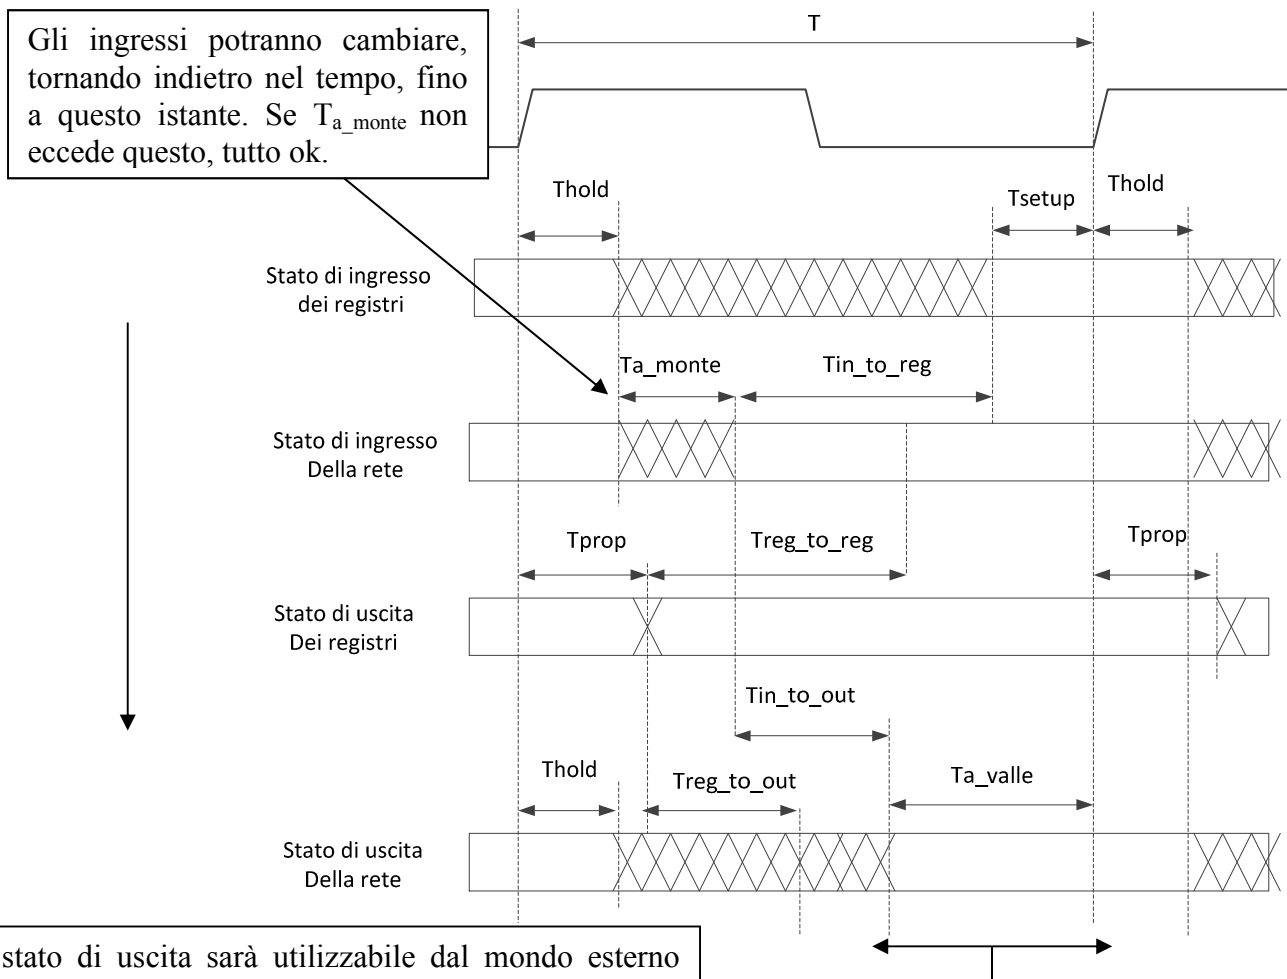 T
Gli ingressi potranno cambiare,
tornando indietro nel tempo, fino
a questo istante. Se Ta_monte non
eccede questo, tutto ok.
Thold
Tsetup
Thold
Stato di ingresso
dei registri
Ta_monte
Tin_to_reg
Stato di ingresso
Della rete
Tprop
Treg_to_reg
Tprop
Stato di uscita
Dei registri
Tin_to_out
Thold
Treg_to_out
Ta_valle
Stato di uscita
Della rete
stato di uscita sarà utilizzabile dal mondo esterno